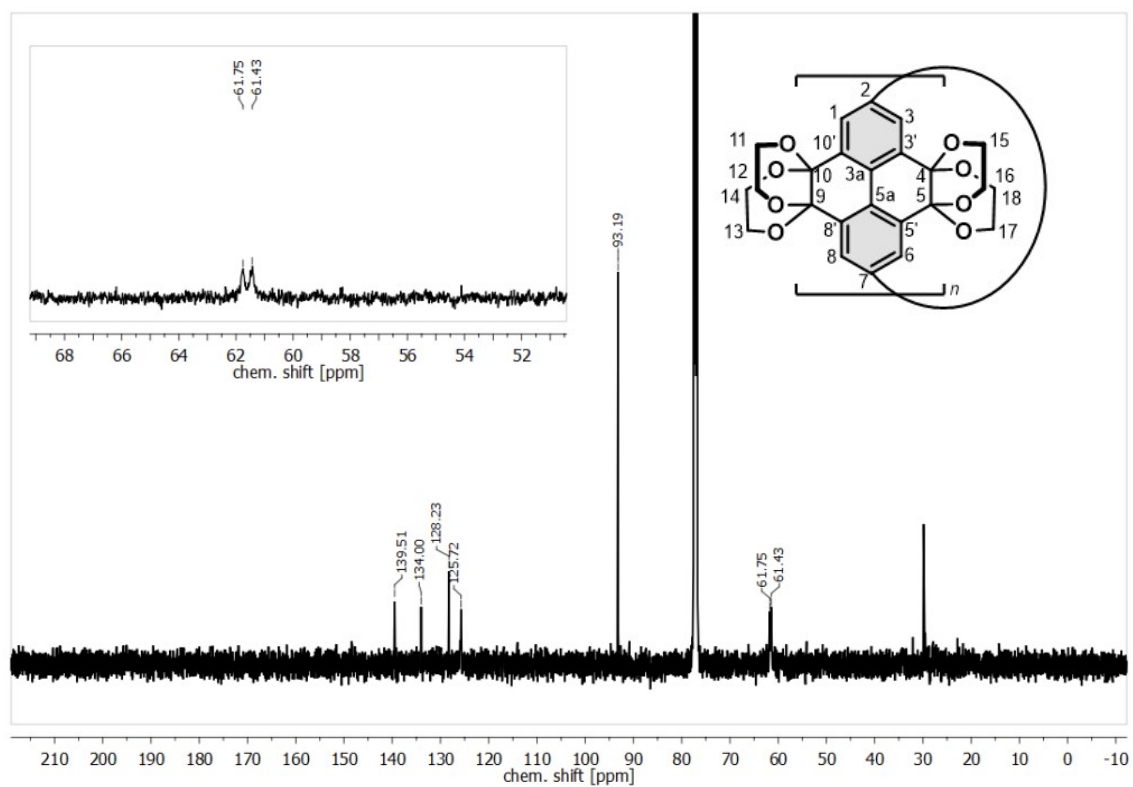 61.75
61.43
68 66 64 62 60 58 56 54 52
chem. shift [ppm]
2
1 3
10' 3'
11 O O 15
12 O 10 3a 4 O 16
14 O 9 5a 5 O 18
13 O 8' 5' O 17
8 6
7
n
93.19
139.51
134.00
128.23
125.72
61.75
61.43
210 200 190 180 170 160 150 140 130 120 110 100 90 80 70 60 50 40 30 20 10 0 -10
chem. shift [ppm]